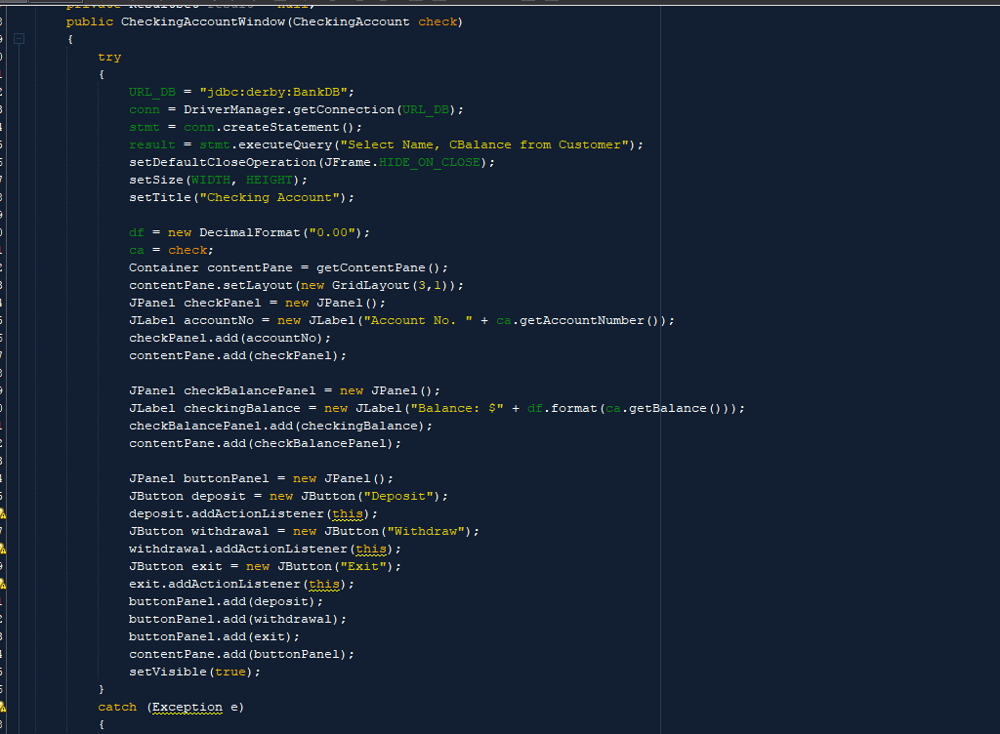 private ResultSet result = null;
public CheckingAccountWindow(CheckingAccount check)
{
try
{
URL_DB = "jdbc:derby:BankDB";
conn = DriverManager.getConnection(URL_DB);
stmt = conn.createStatement();
result = stmt.executeQuery("Select Name, CBalance from Customer");
setDefaultCloseOperation(JFrame.HIDE_ON_CLOSE);
setSize(WIDTH, HEIGHT);
setTitle("Checking Account");
df = new DecimalFormat("0.00");
ca = check;
Container contentPane = getContentPane();
contentPane.setLayout(new GridLayout(3,1));
JPanel checkPanel = new JPanel();
JLabel accountNo = new JLabel("Account No. " + ca.getAccountNumber());
checkPanel.add(accountNo);
contentPane.add(checkPanel);
JPanel checkBalancePanel = new JPanel();
JLabel checkingBalance = new JLabel("Balance: $" + df.format(ca.getBalance()));
checkBalancePanel.add(checkingBalance);
contentPane.add(checkBalancePanel);
JPanel buttonPanel = new JPanel();
JButton deposit = new JButton("Deposit");
deposit.addActionListener(this);
JButton withdrawal = new JButton("Withdraw");
withdrawal.addActionListener(this);
JButton exit = new JButton("Exit");
exit.addActionListener(this);
buttonPanel.add(deposit);
buttonPanel.add(withdrawal);
buttonPanel.add(exit);
contentPane.add(buttonPanel);
setVisible(true);
}
catch (Exception e)
{